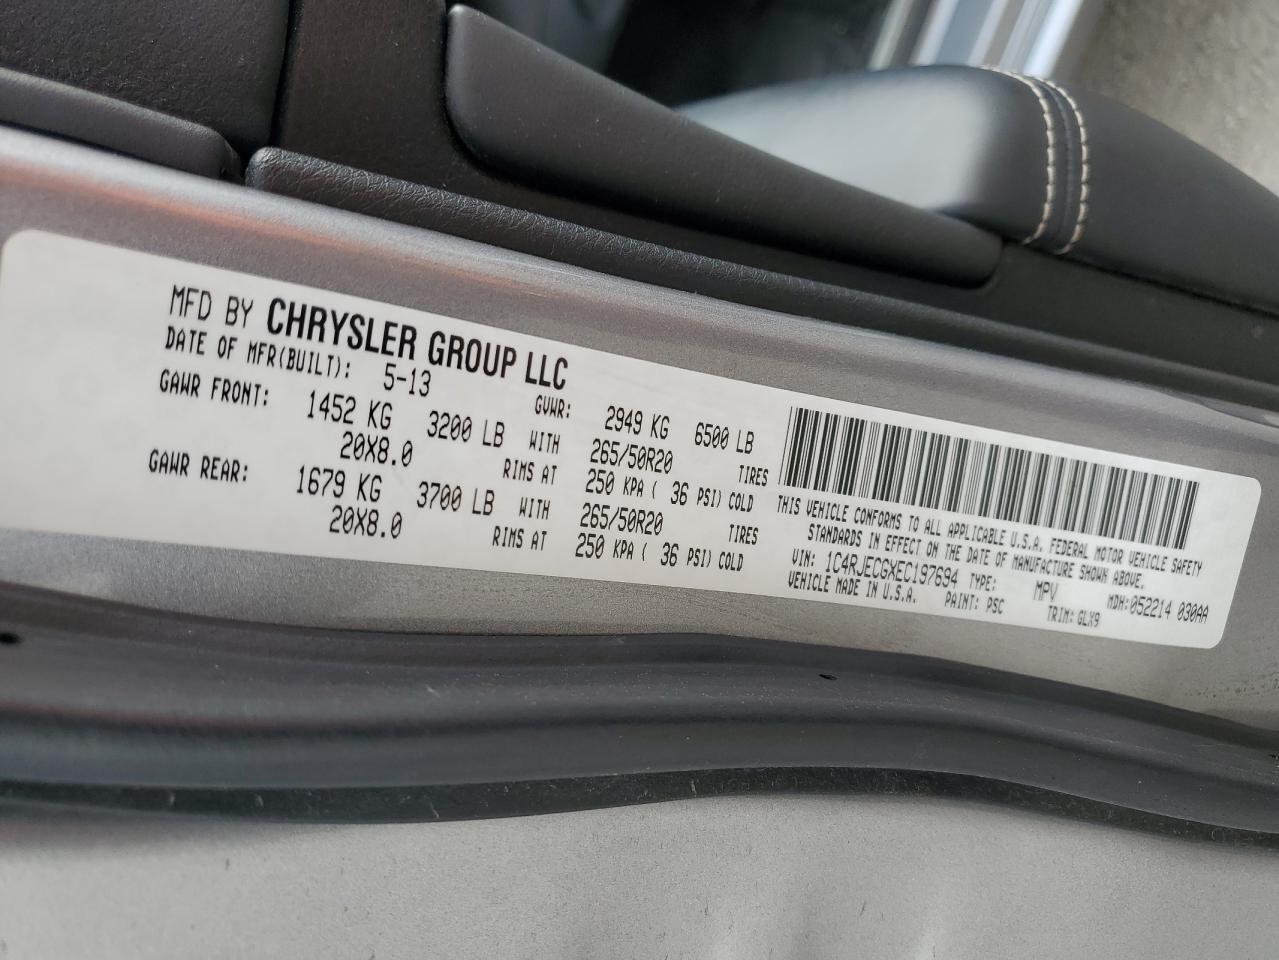 MFD BY CHRYSLER GROUP LLC
DATE OF MFR(BUILT): 5-13 GVWR: 2949 KG 6500 LB
GAWR FRONT: 1452 KG 3200 LB WITH 265/50R20 TIRES
20X8.0 RIMS AT 250 KPA ( 36 PSI) COLD
GAWR REAR: 1679 KG 3700 LB WITH 265/50R20 TIRES
20X8.0 RIMS AT 250 KPA ( 36 PSI) COLD
THIS VEHICLE CONFORMS TO ALL APPLICABLE U.S.A. FEDERAL MOTOR VEHICLE SAFETY
STANDARDS IN EFFECT ON THE DATE OF MANUFACTURE SHOWN ABOVE.
VIN: 1C4RJECGXEC197694 TYPE: MPV MDH:052214 030AA
VEHICLE MADE IN U.S.A. PAINT: PSC TRIM: GLX9